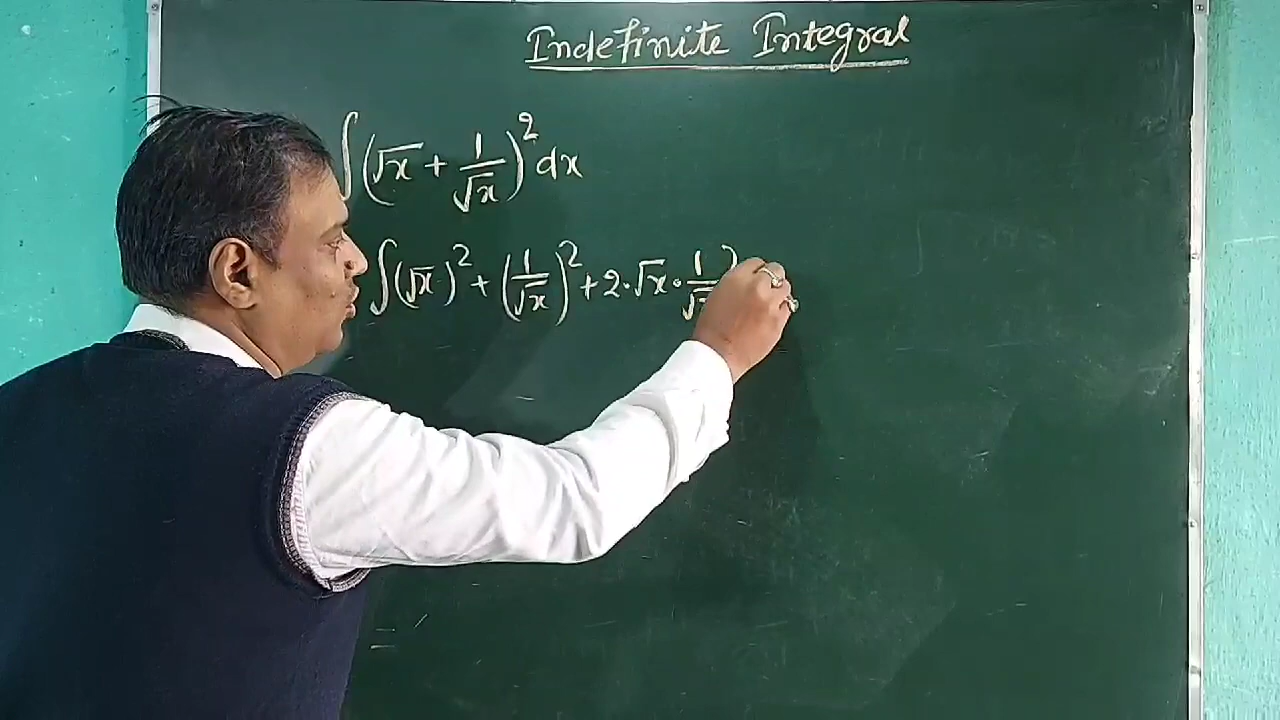 Indefinite Integral
∫(√x + 1/√x)² dx
∫(√x)² + (1/√x)² + 2·√x·1/√x
=